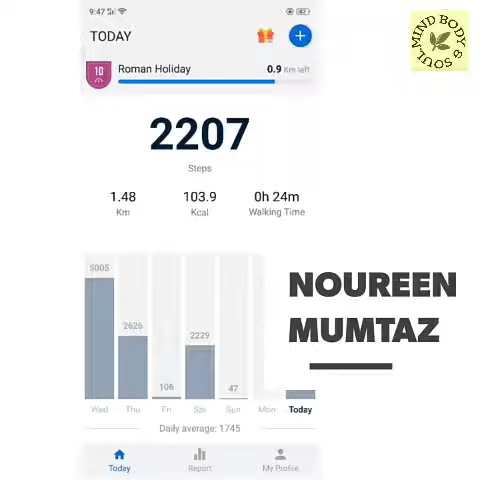 9:47
TODAY
10
Roman Holiday
0.9 Km left
2207
Steps
1.48
Km
103.9
Kcal
0h 24m
Walking Time
5005
2626
106
2229
47
Wed
Thu
Fri
Sat
Sun
Mon
Today
Daily average: 1745
Today
Report
My Profile
NOUREEN
MUMTAZ
MIND BODY & SOUL